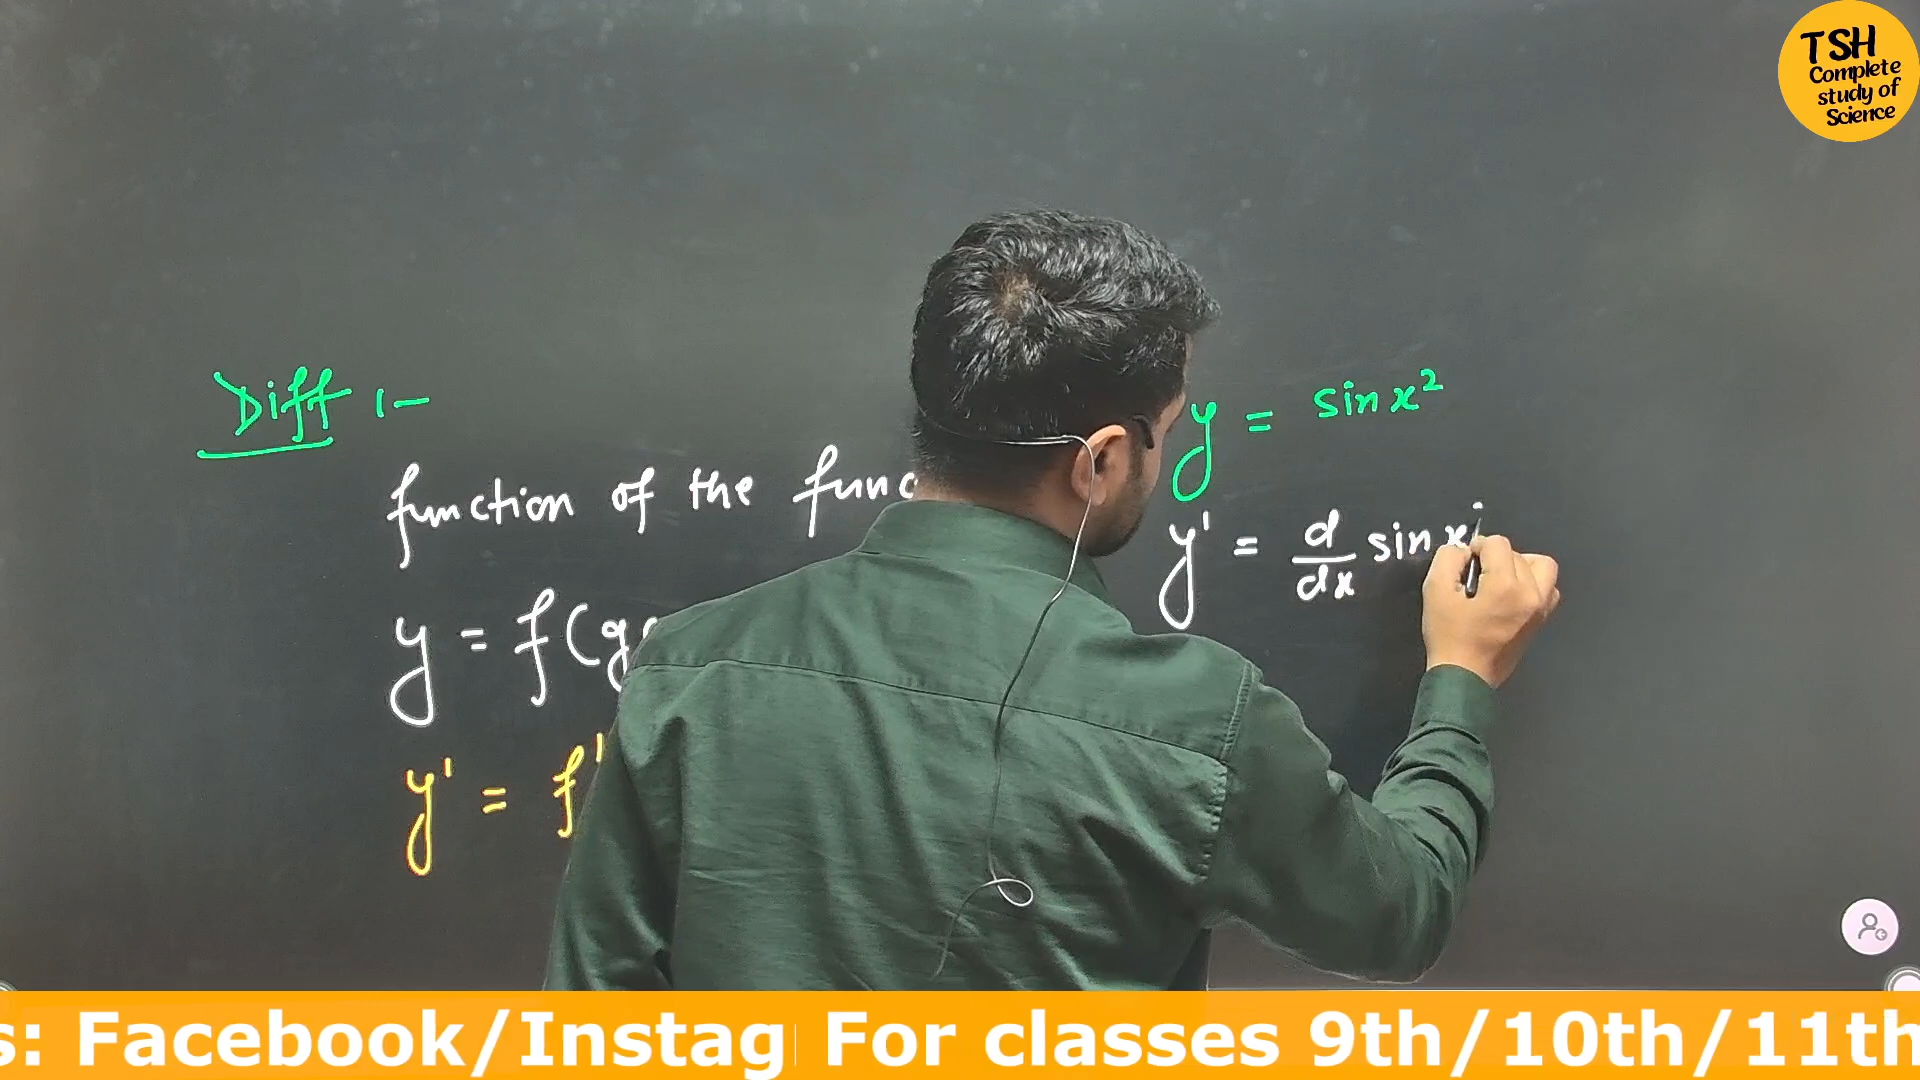 TSH
Complete
study of
Science
Diff :-
function of the func
y = f(g
y' = f'
y = sin x²
y' = d/dx sin x
s: Facebook/Instag For classes 9th/10th/11th